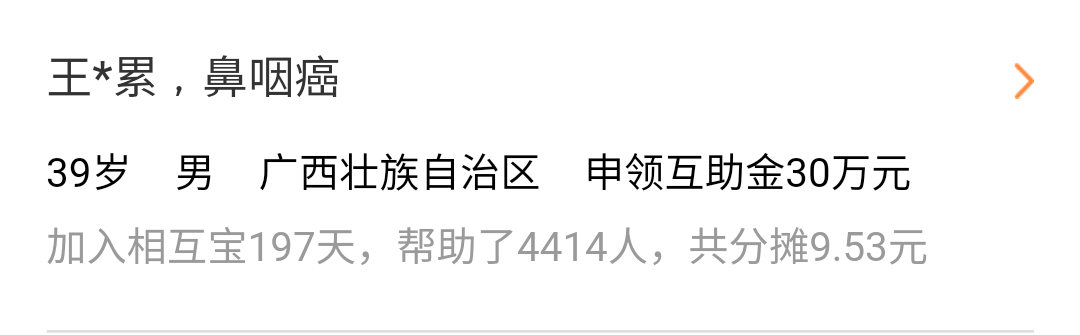 王*累，鼻咽癌
39岁 男 广西壮族自治区 申领互助金30万元
加入相互宝197天，帮助了4414人，共分摊9.53元